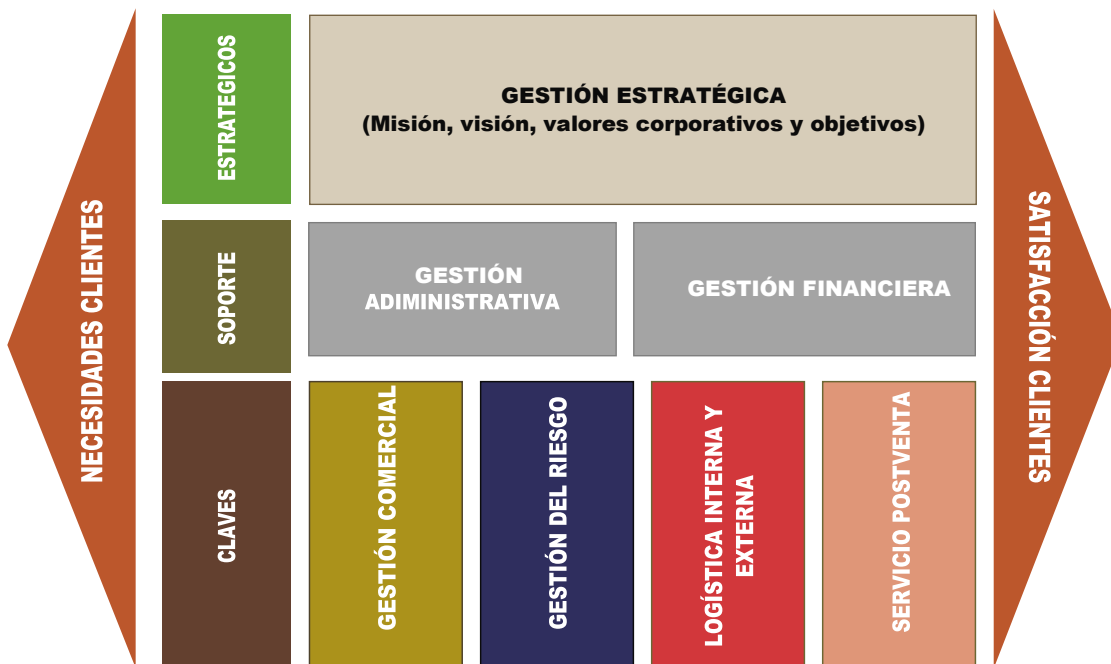 NECESIDADES CLIENTES
ESTRATEGICOS
GESTIÓN ESTRATÉGICA
(Misión, visión, valores corporativos y objetivos)
SOPORTE
GESTIÓN
ADIMINISTRATIVA
GESTIÓN FINANCIERA
CLAVES
GESTIÓN COMERCIAL
GESTIÓN DEL RIESGO
LOGÍSTICA INTERNA Y
EXTERNA
SERVICIO POSTVENTA
SATISFACCIÓN CLIENTES